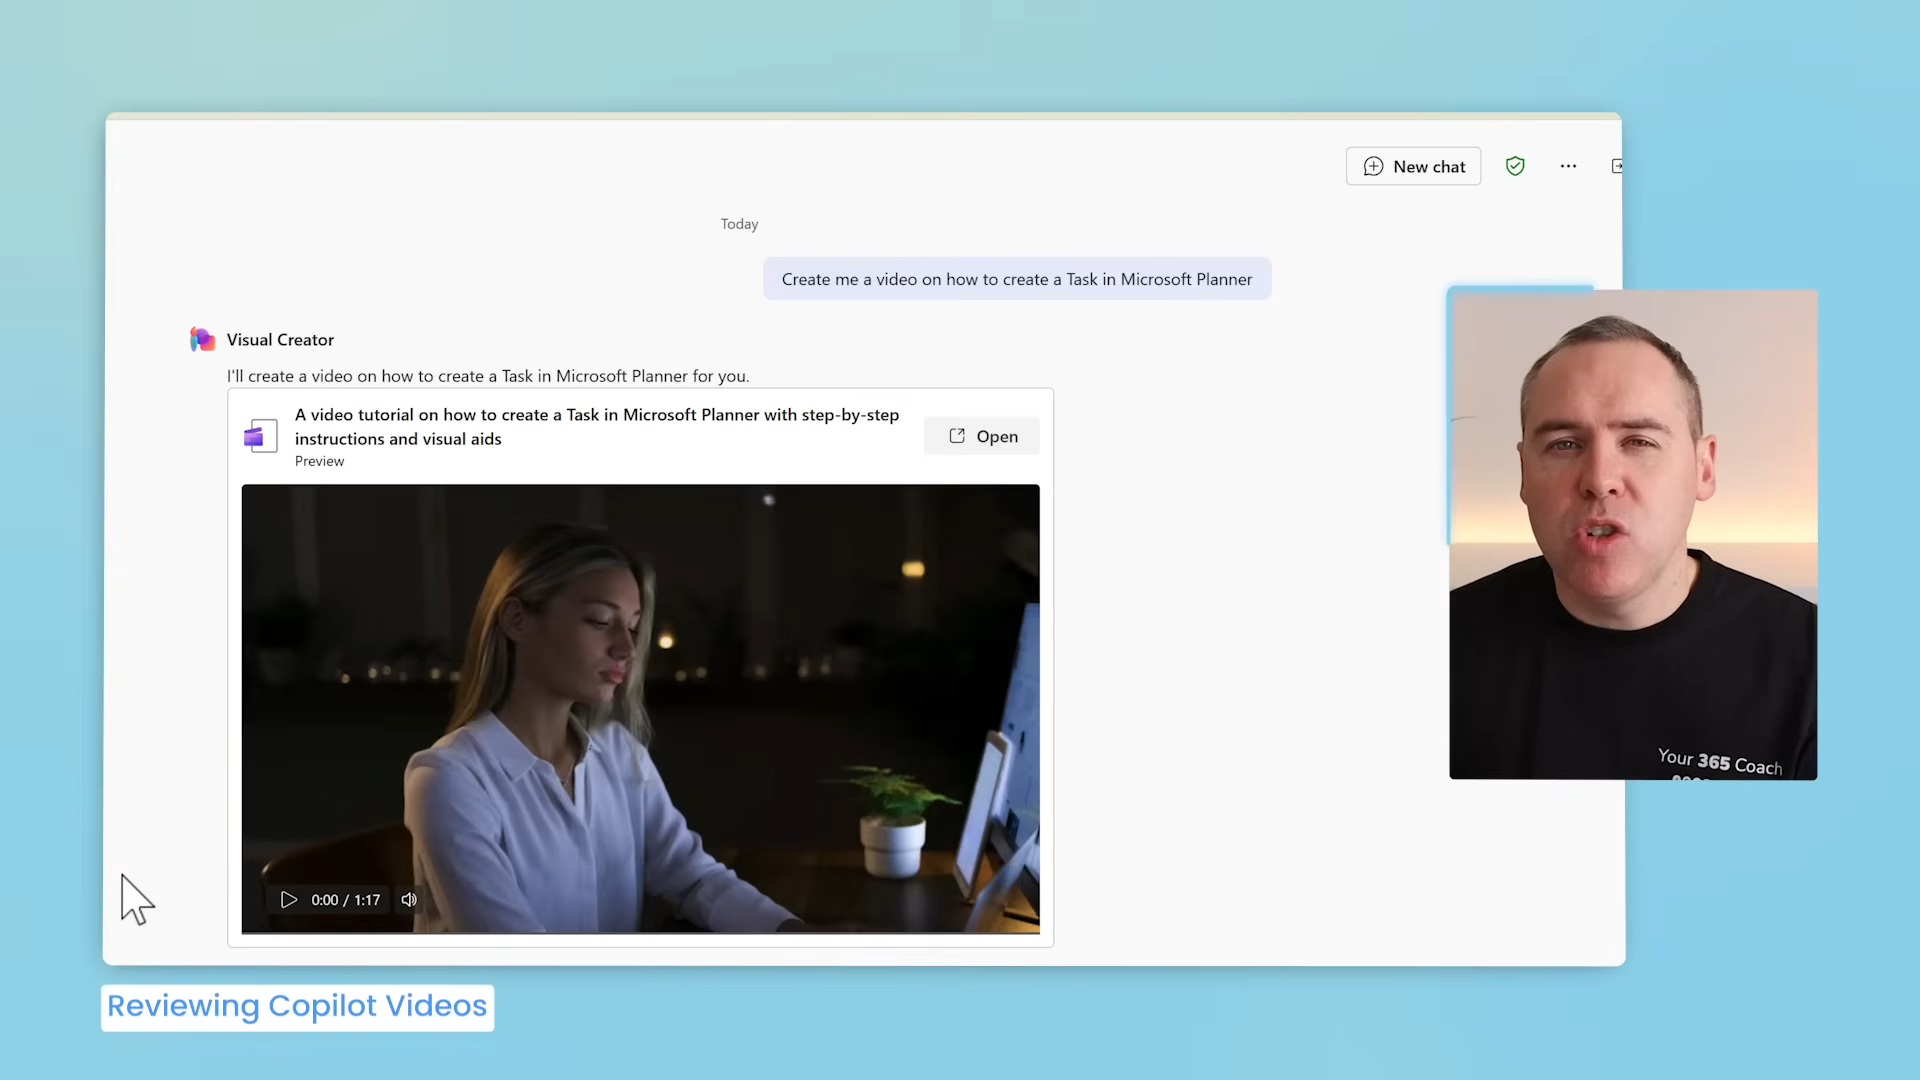 New chat
Today
Create me a video on how to create a Task in Microsoft Planner
Visual Creator
I'll create a video on how to create a Task in Microsoft Planner for you.
A video tutorial on how to create a Task in Microsoft Planner with step-by-step
instructions and visual aids
Preview
Open
0:00 / 1:17
Your 365 Coach
Reviewing Copilot Videos